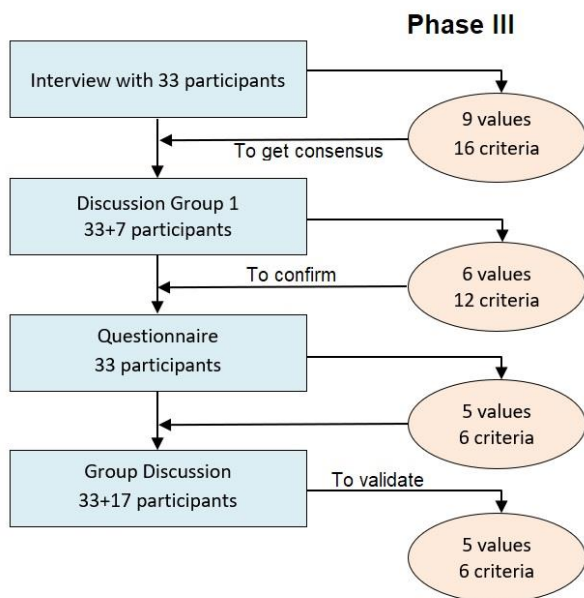 Phase III
Interview with 33 participants
9 values
16 criteria
To get consensus
Discussion Group 1
33+7 participants
To confirm
6 values
12 criteria
Questionnaire
33 participants
5 values
6 criteria
Group Discussion
33+17 participants
To validate
5 values
6 criteria